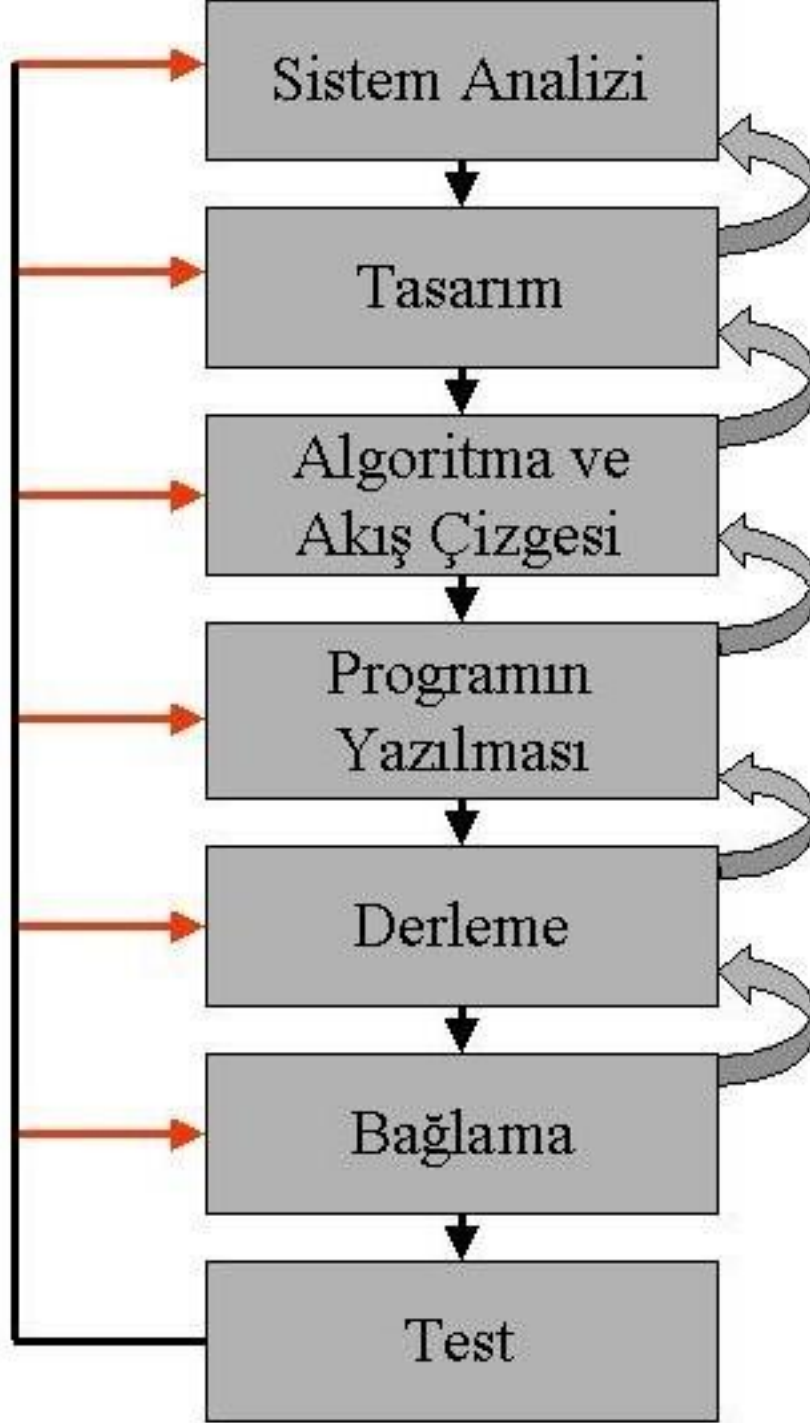 Sistem Analizi
Tasarım
Algoritma ve
Akış Çizgesi
Programın
Yazılması
Derleme
Bağlama
Test